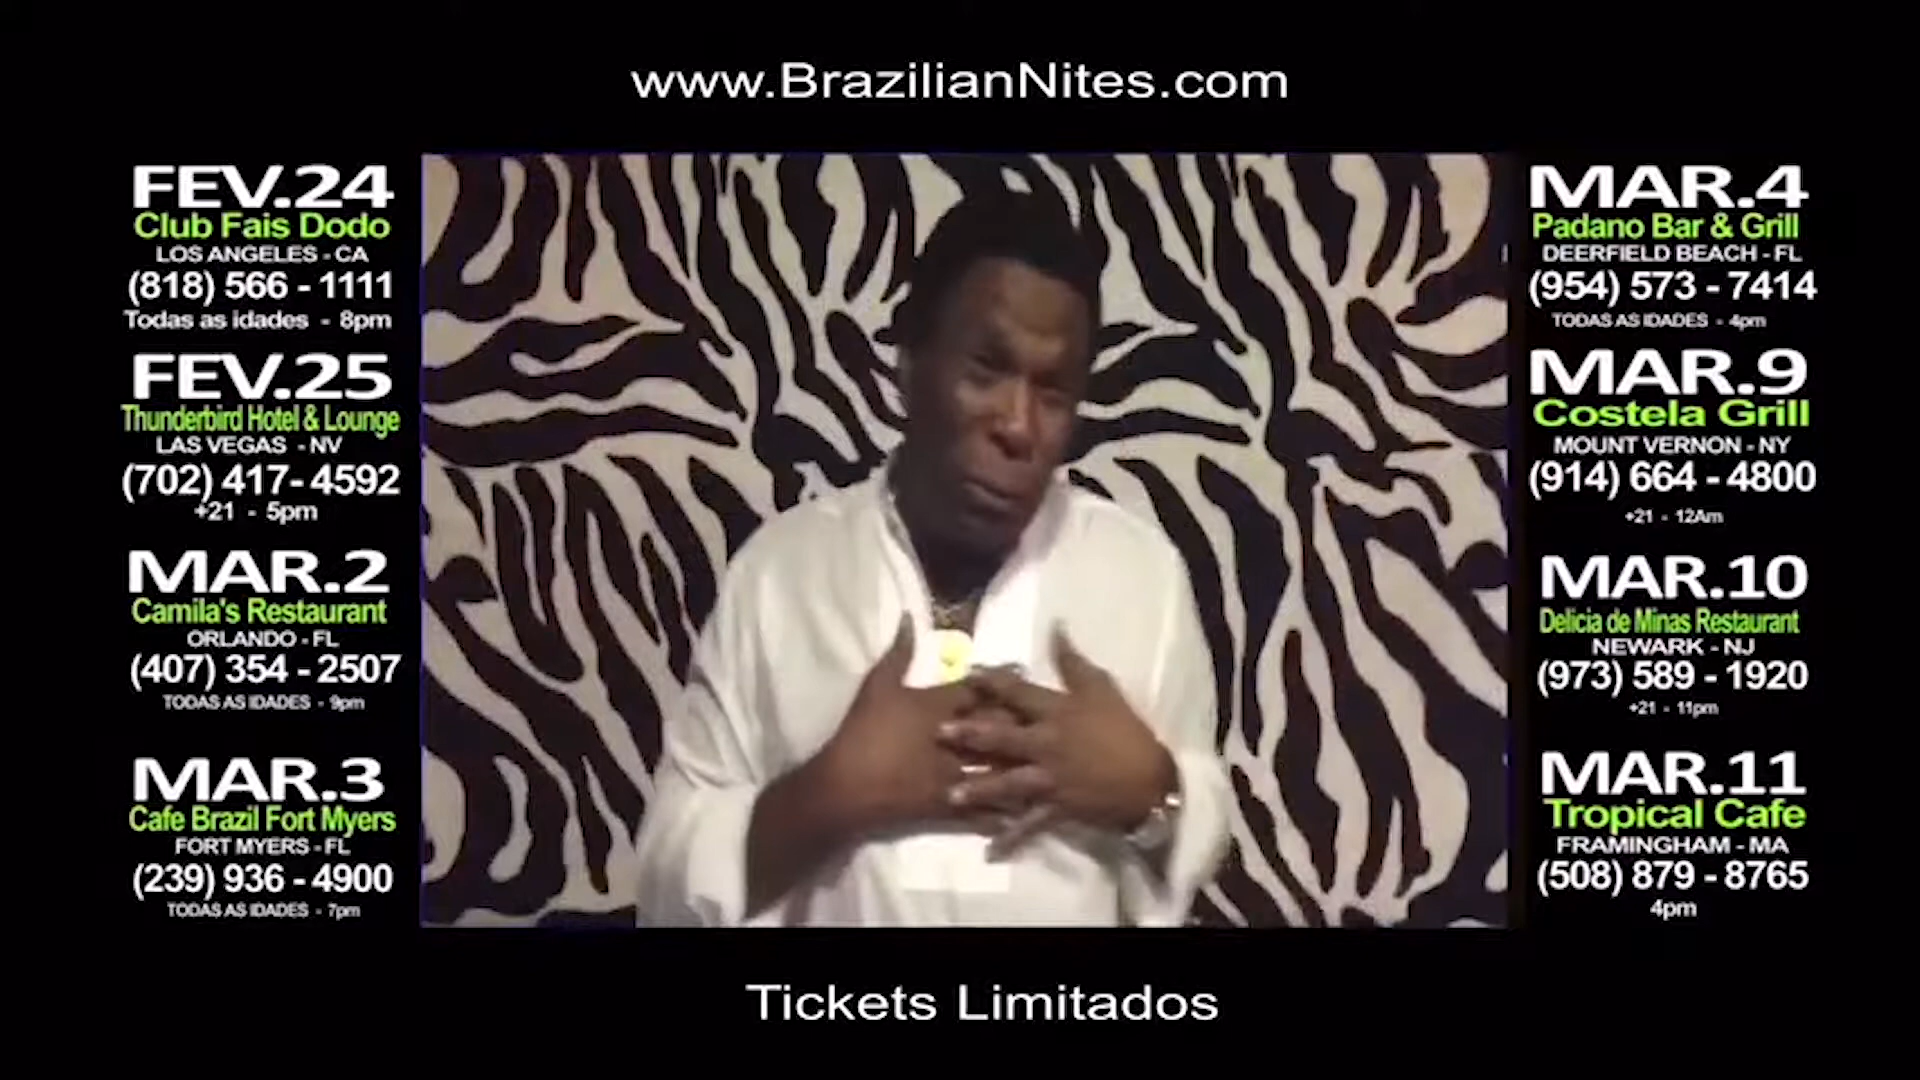 www.BrazilianNites.com
FEV.24
Club Fais Dodo
LOS ANGELES - CA
(818) 566 - 1111
Todas as idades - 8pm
FEV.25
Thunderbird Hotel & Lounge
LAS VEGAS - NV
(702) 417- 4592
+21 - 5pm
MAR.2
Camila's Restaurant
ORLANDO - FL
(407) 354 - 2507
TODAS AS IDADES - 9pm
MAR.3
Cafe Brazil Fort Myers
FORT MYERS - FL
(239) 936 - 4900
TODAS AS IDADES - 7pm
MAR.4
Padano Bar & Grill
DEERFIELD BEACH - FL
(954) 573 - 7414
TODAS AS IDADES - 4pm
MAR.9
Costela Grill
MOUNT VERNON - NY
(914) 664 - 4800
+21 - 12Am
MAR.10
Delicia de Minas Restaurant
NEWARK - NJ
(973) 589 - 1920
+21 - 11pm
MAR.11
Tropical Cafe
FRAMINGHAM - MA
(508) 879 - 8765
4pm
Tickets Limitados